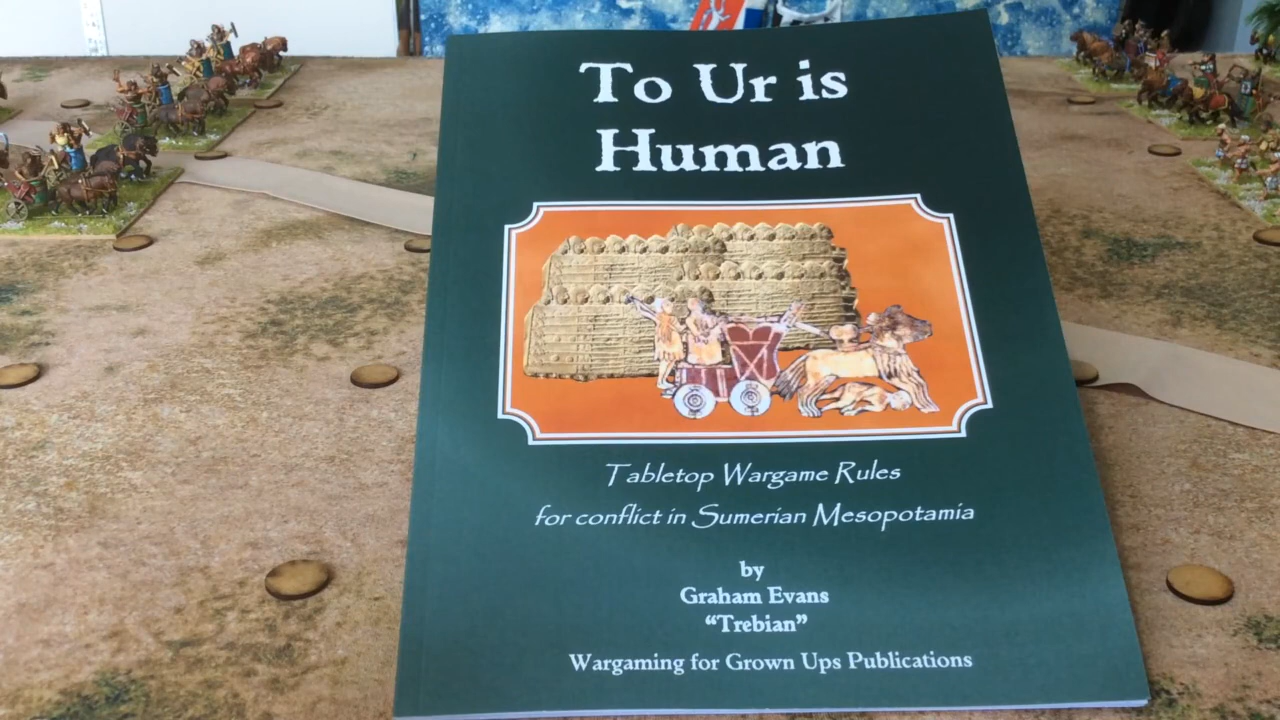 To Ur is
Human
Tabletop Wargame Rules
for conflict in Sumerian Mesopotamia
by
Graham Evans
“Trebian”
Wargaming for Grown Ups Publications